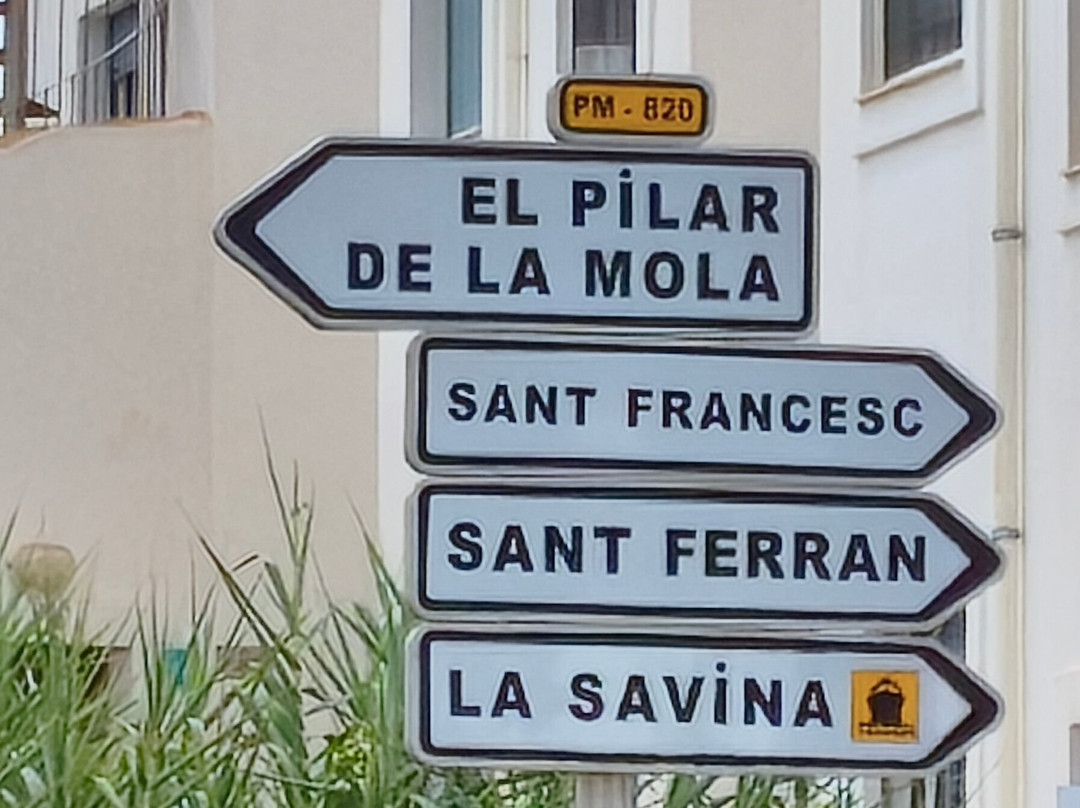 PM - 820
EL PİLAR
DE LA MOLA
SANT FRANCESC
SANT FERRAN
LA SAVİNA